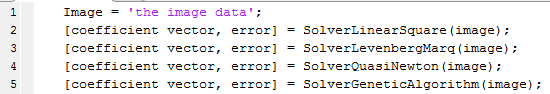 1 Image = 'the image data';
2 [coefficient vector, error] = SolverLinearSquare(image);
3 [coefficient vector, error] = SolverLevenbergMarq(image);
4 [coefficient vector, error] = SolverQuasiNewton(image);
5 [coefficient vector, error] = SolverGeneticAlgorithm(image);